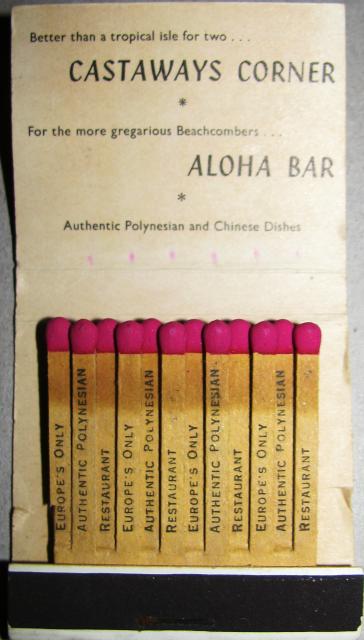 Better than a tropical isle for two . . .
CASTAWAYS CORNER
*
For the more gregarious Beachcombers . . .
ALOHA BAR
*
Authentic Polynesian and Chinese Dishes
EUROPE'S ONLY
AUTHENTIC POLYNESIAN
RESTAURANT
EUROPE'S ONLY
AUTHENTIC POLYNESIAN
RESTAURANT
EUROPE'S ONLY
AUTHENTIC POLYNESIAN
RESTAURANT
EUROPE'S ONLY
AUTHENTIC POLYNESIAN
RESTAURANT